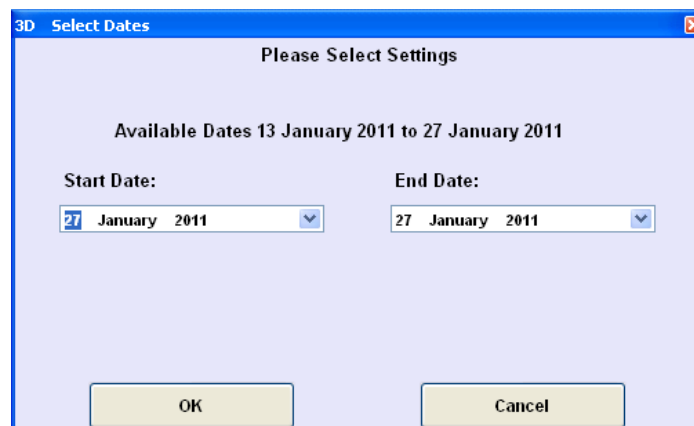 3D Select Dates
Please Select Settings
Available Dates 13 January 2011 to 27 January 2011
Start Date:
End Date:
27 January 2011
27 January 2011
OK
Cancel